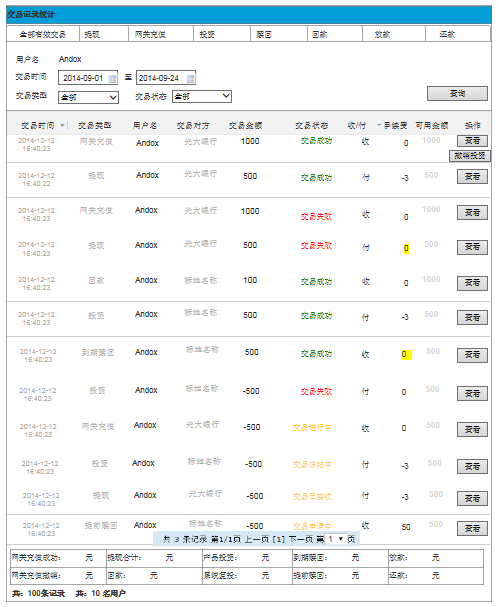 交易记录统计
全部有效交易 提现 网关充值 投资 赎回 回款 放款 还款
用户名 Andox
交易时间 2014-09-01 至 2014-09-24
交易类型 全部 交易状态 全部 查询
交易时间 交易类型 用户名 交易对方 交易金额 交易状态 收/付 手续费 可用金额 操作
2014-12-12 16:40:23 网关充值 Andox 光大银行 1000 交易成功 收 0 1000 查看
撤销投资
2014-12-12 16:40:22 提现 Andox 光大银行 500 交易成功 付 -3 500 查看
2014-12-12 16:40:23 网关充值 Andox 光大银行 1000 交易失败 收 0 1000 查看
2014-12-12 16:40:23 提现 Andox 光大银行 500 交易失败 付 0 500 查看
2014-12-12 16:40:23 回款 Andox 标地名称 100 交易成功 收 0 1000 查看
2014-12-12 16:40:23 投资 Andox 标地名称 500 交易成功 付 -3 500 查看
2014-12-12 16:40:23 到期赎回 Andox 标地名称 500 交易成功 收 0 500 查看
2014-12-12 16:40:23 投资 Andox 标地名称 -500 交易失败 付 0 500 查看
2014-12-12 16:40:23 网关充值 Andox 光大银行 -500 交易进行中 收 0 500 查看
2014-12-12 16:40:23 投资 Andox 标地名称 -500 交易冻结中 付 -3 500 查看
2014-12-12 16:40:23 提现 Andox 光大银行 -500 交易已接收 付 -3 500 查看
2014-12-12 16:40:23 提前赎回 Andox 标地名称 -500 交易申请中 收 50 500 查看
共 3 条记录 第1/1页 上一页 [1] 下一页 第 1 页
网关充值成功: 元 提现合计: 元 产品投资: 元 到期赎回: 元 放款: 元
网关充值撤销: 元 回款: 元 系统复投: 元 提前赎回: 元 还款: 元
共: 100条记录 共: 10 名用户